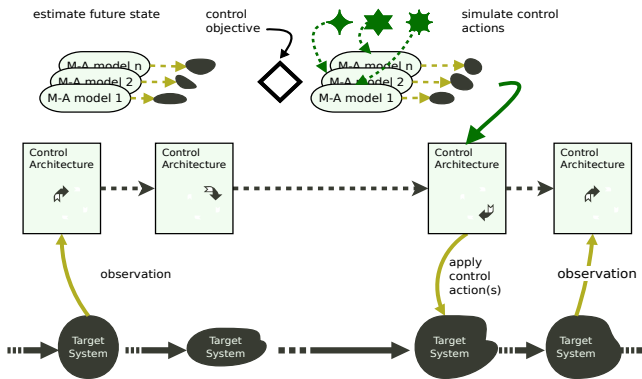 estimate future state
control
objective
simulate control
actions
M-A model n
M-A model 2
M-A model 1
M-A model n
M-A model 2
M-A model 1
Control
Architecture
Control
Architecture
Control
Architecture
Control
Architecture
observation
apply
control
action(s)
observation
Target
System
Target
System
Target
System
Target
System